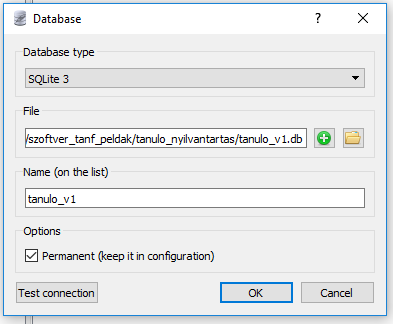 Database
Database type
SQLite 3
File
/szoftver_tanf_peldak/tanulo_nyilvantartas/tanulo_v1.db
Name (on the list)
tanulo_v1
Options
Permanent (keep it in configuration)
Test connection
OK
Cancel